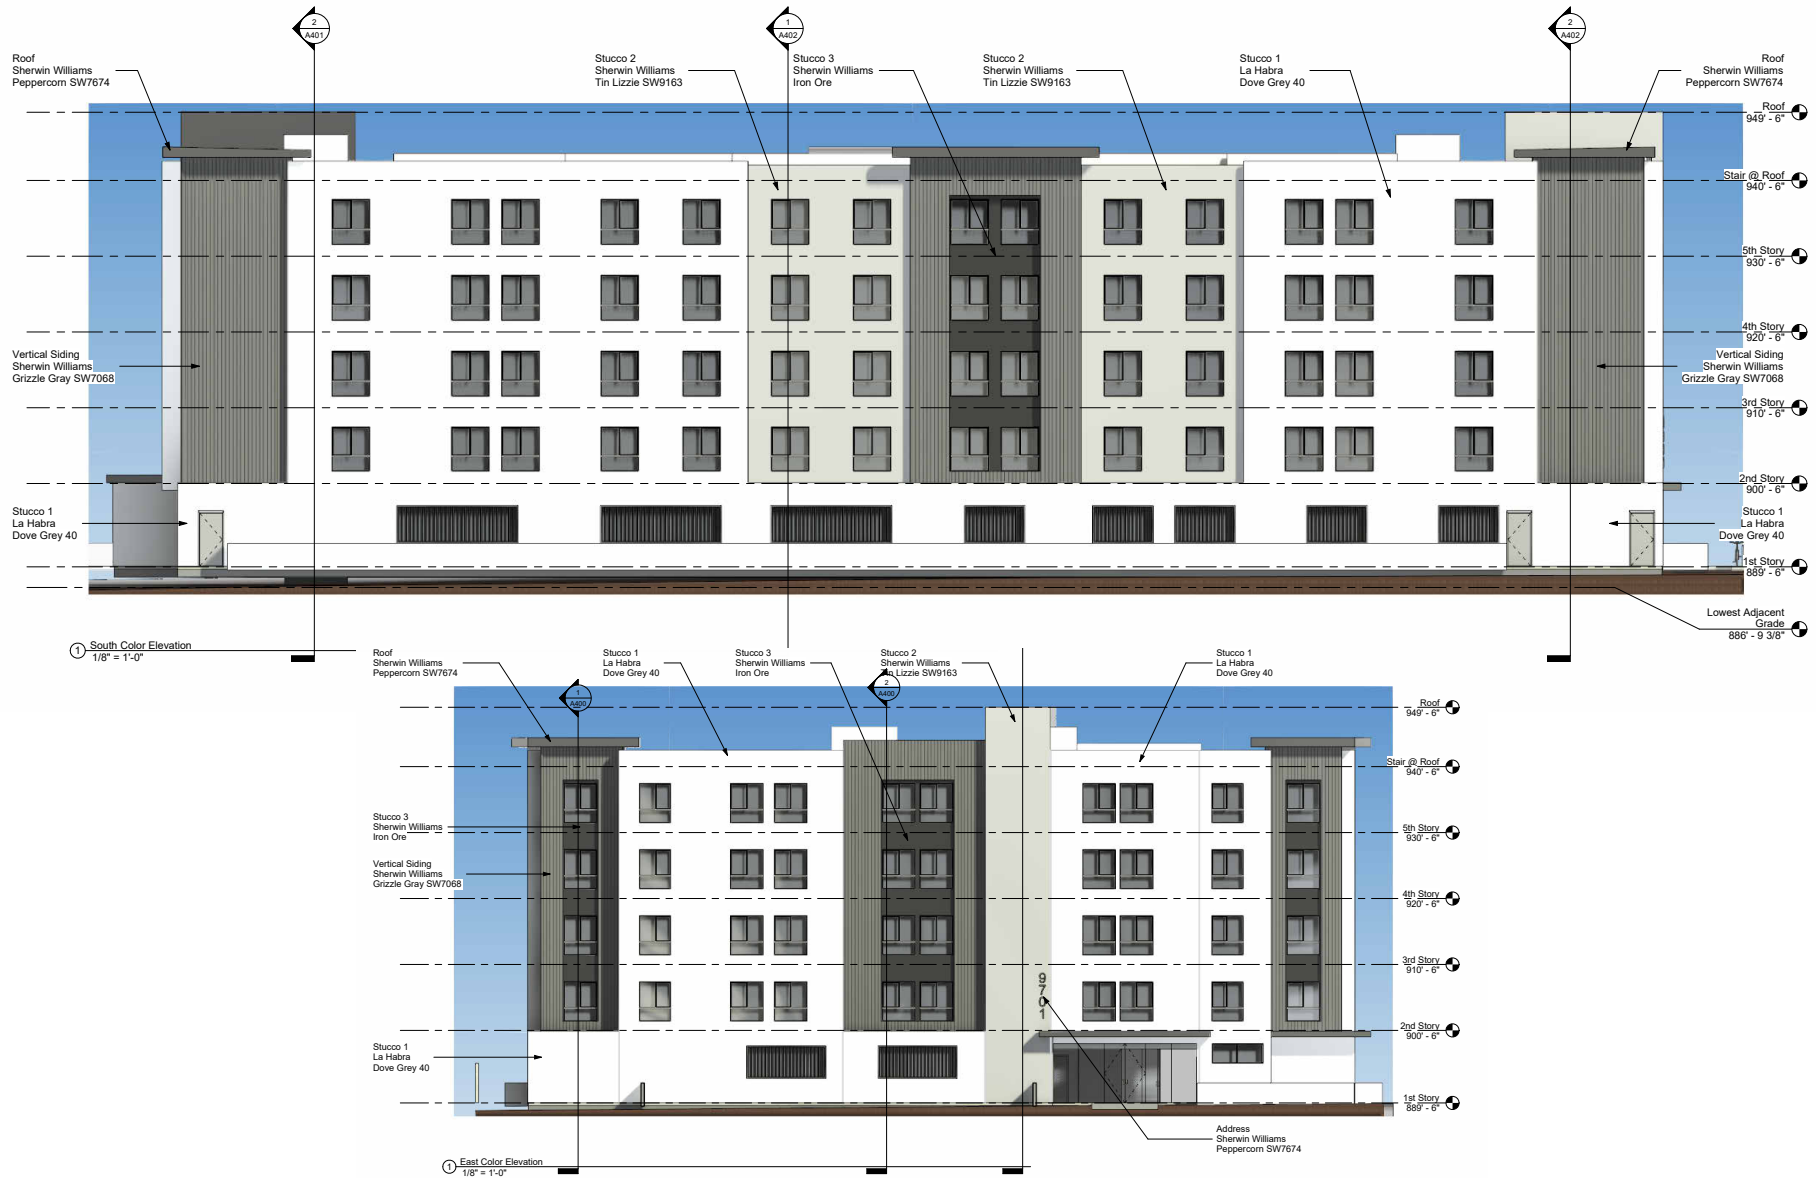 2
A401
1
A402
2
A402
Roof
Sherwin Williams
Peppercorn SW7674
Stucco 2
Sherwin Williams
Tin Lizzie SW9163
Stucco 3
Sherwin Williams
Iron Ore
Stucco 2
Sherwin Williams
Tin Lizzie SW9163
Stucco 1
La Habra
Dove Grey 40
Roof
Sherwin Williams
Peppercorn SW7674
Roof
949' - 6"
Stair @ Roof
940' - 6"
5th Story
930' - 6"
4th Story
920' - 6"
Vertical Siding
Sherwin Williams
Grizzle Gray SW7068
Vertical Siding
Sherwin Williams
Grizzle Gray SW7068
3rd Story
910' - 6"
2nd Story
900' - 6"
Stucco 1
La Habra
Dove Grey 40
Stucco 1
La Habra
Dove Grey 40
1st Story
889' - 6"
Lowest Adjacent
Grade
886' - 9 3/8"
1 South Color Elevation
1/8" = 1'-0"
Roof
Sherwin Williams
Peppercorn SW7674
Stucco 1
La Habra
Dove Grey 40
Stucco 3
Sherwin Williams
Iron Ore
Stucco 2
Sherwin Williams
Tin Lizzie SW9163
Stucco 1
La Habra
Dove Grey 40
1
A400
2
A400
Roof
949' - 6"
Stair @ Roof
940' - 6"
Stucco 3
Sherwin Williams
Iron Ore
5th Story
930' - 6"
Vertical Siding
Sherwin Williams
Grizzle Gray SW7068
4th Story
920' - 6"
3rd Story
910' - 6"
9
7
0
1
2nd Story
900' - 6"
Stucco 1
La Habra
Dove Grey 40
1st Story
889' - 6"
Address
Sherwin Williams
Peppercorn SW7674
1 East Color Elevation
1/8" = 1'-0"